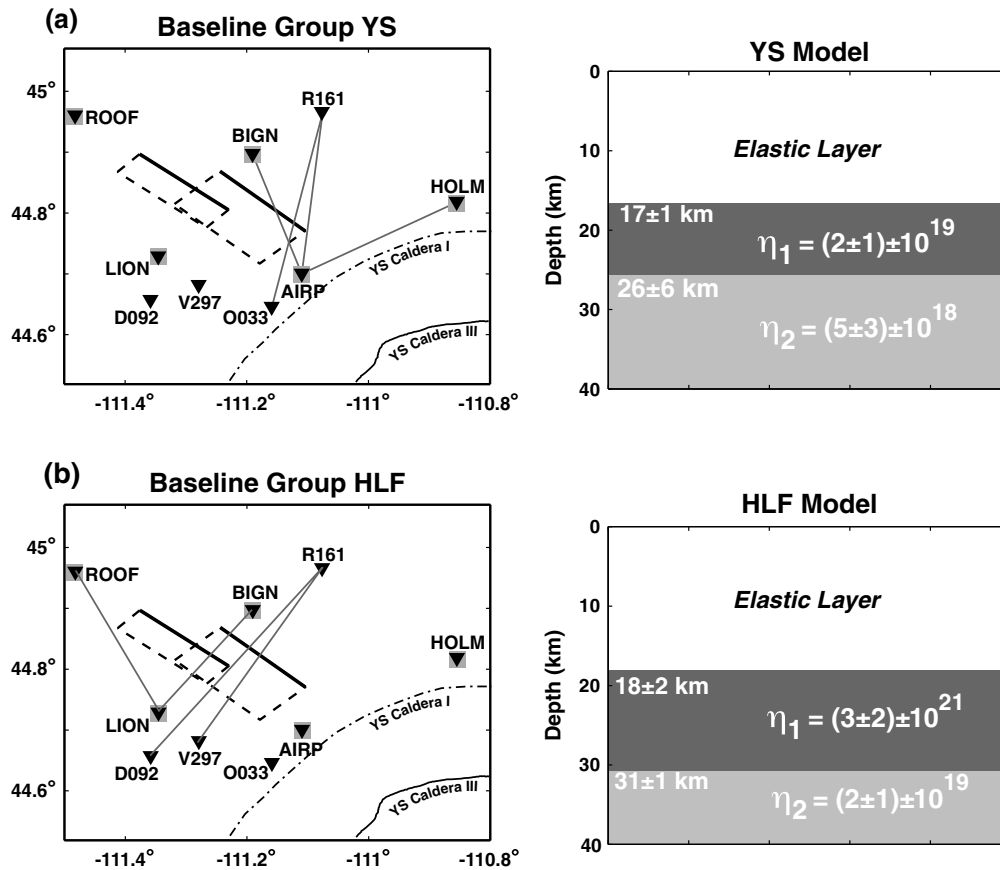 (a)
Baseline Group YS
45°
44.8°
44.6°
-111.4°
-111.2°
-111°
-110.8°
ROOF
BIGN
R161
HOLM
LION
D092
V297
O033
AIRP
YS Caldera I
YS Caldera III
YS Model
Depth (km)
0
10
20
30
40
Elastic Layer
17±1 km
η1 = (2±1)±10^19
26±6 km
η2 = (5±3)±10^18
(b)
Baseline Group HLF
45°
44.8°
44.6°
-111.4°
-111.2°
-111°
-110.8°
ROOF
BIGN
R161
HOLM
LION
D092
V297
O033
AIRP
YS Caldera I
YS Caldera III
HLF Model
Depth (km)
0
10
20
30
40
Elastic Layer
18±2 km
η1 = (3±2)±10^21
31±1 km
η2 = (2±1)±10^19